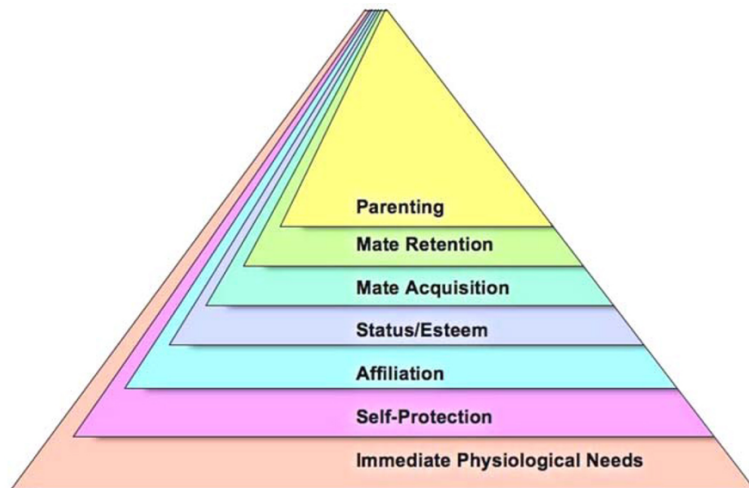 Parenting
Mate Retention
Mate Acquisition
Status/Esteem
Affiliation
Self-Protection
Immediate Physiological Needs